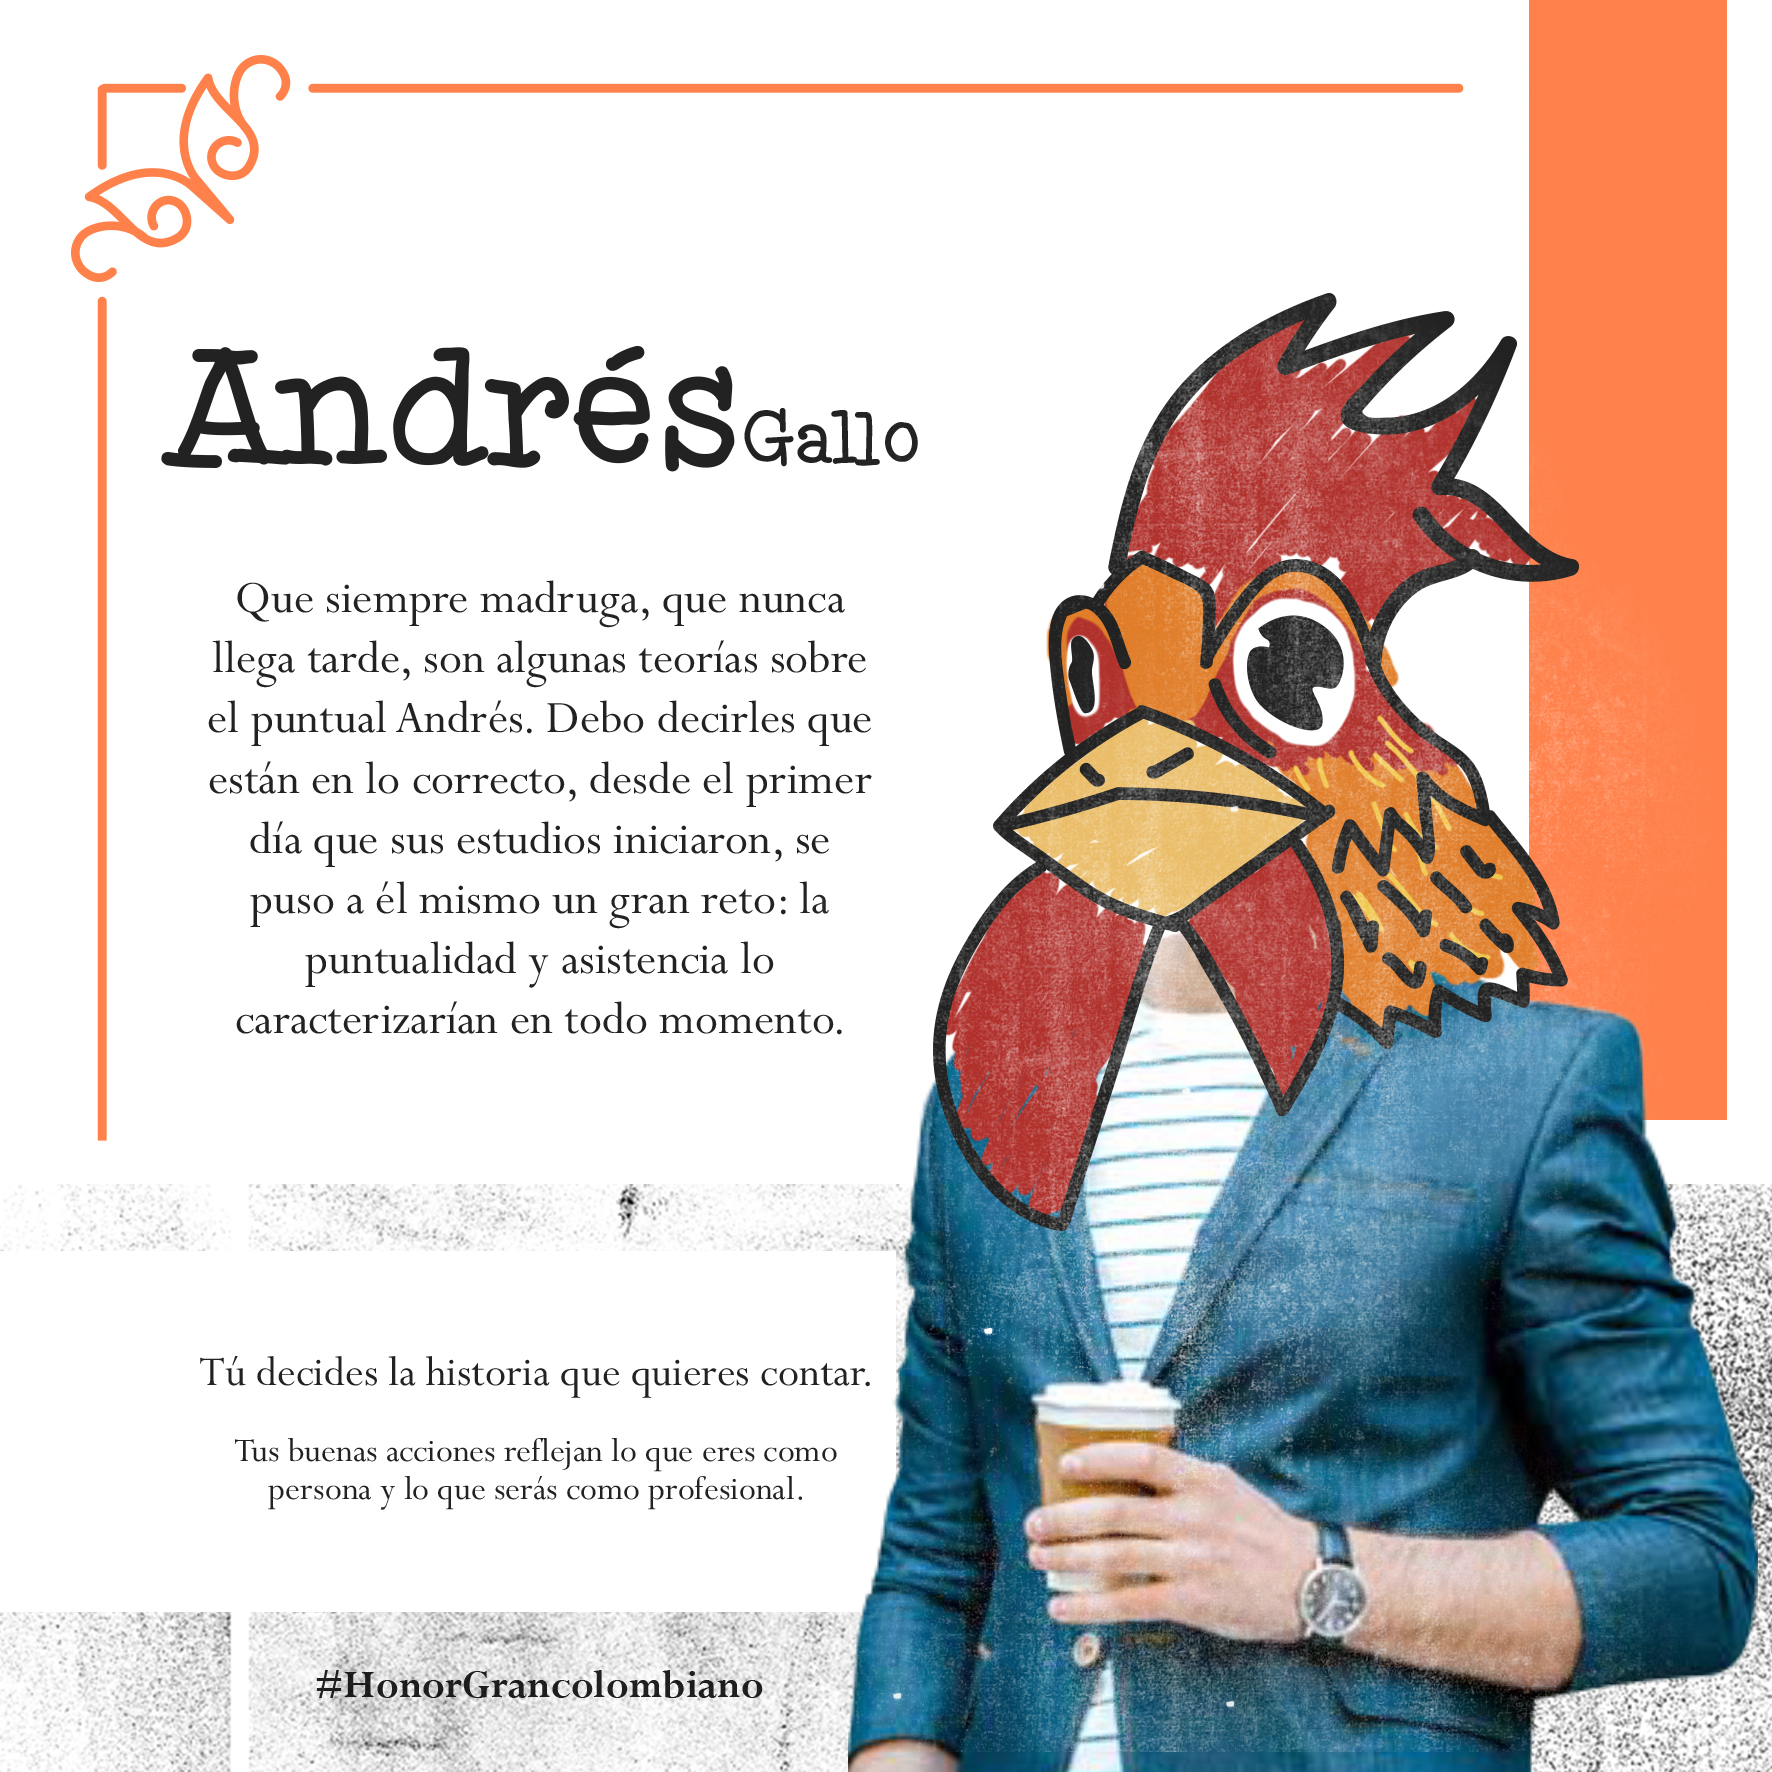 Andrés Gallo
Que siempre madruga, que nunca
llega tarde, son algunas teorías sobre
el puntual Andrés. Debo decirles que
están en lo correcto, desde el primer
día que sus estudios iniciaron, se
puso a él mismo un gran reto: la
puntualidad y asistencia lo
caracterizarían en todo momento.
Tú decides la historia que quieres contar.
Tus buenas acciones reflejan lo que eres como
persona y lo que serás como profesional.
#HonorGrancolombiano